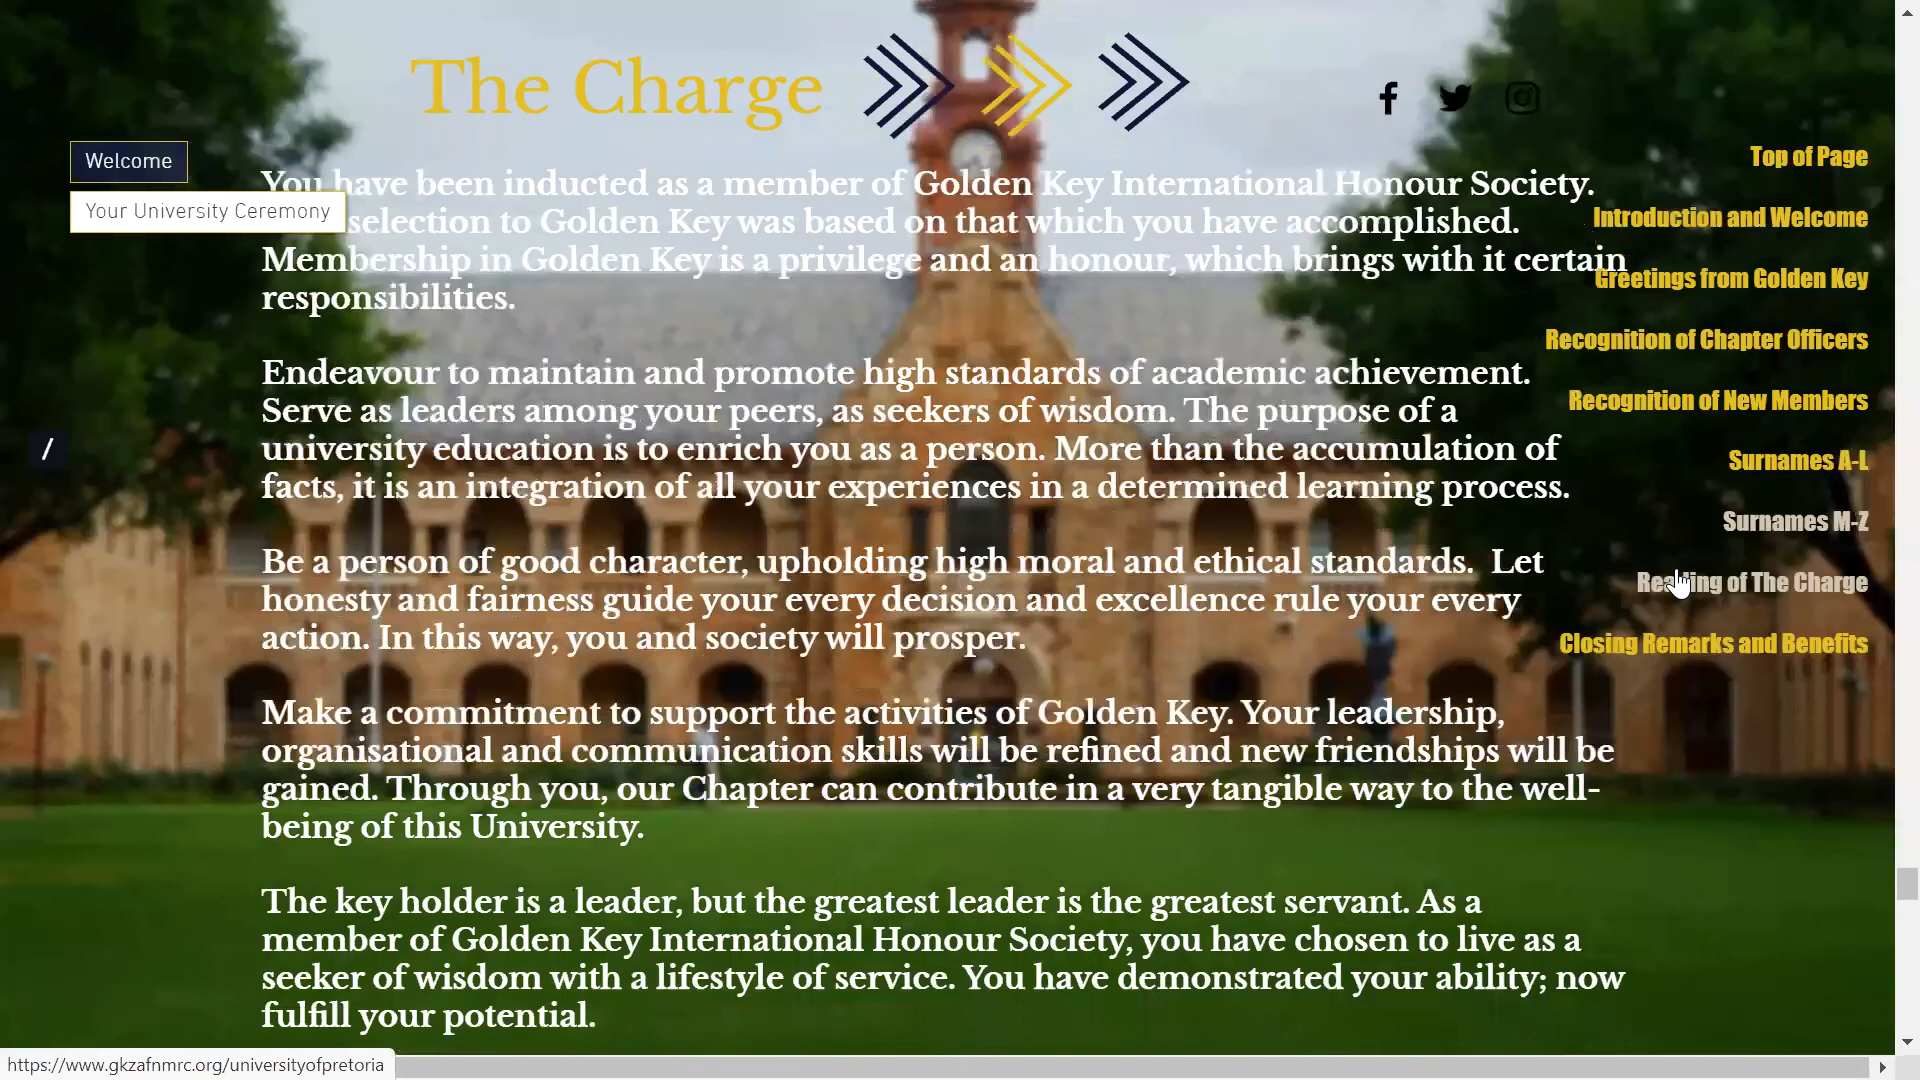 The Charge
Welcome
Your University Ceremony
You have been inducted as a member of Golden Key International Honour Society.
selection to Golden Key was based on that which you have accomplished.
Membership in Golden Key is a privilege and an honour, which brings with it certain
responsibilities.
Endeavour to maintain and promote high standards of academic achievement.
Serve as leaders among your peers, as seekers of wisdom. The purpose of a
university education is to enrich you as a person. More than the accumulation of
facts, it is an integration of all your experiences in a determined learning process.
Be a person of good character, upholding high moral and ethical standards.  Let
honesty and fairness guide your every decision and excellence rule your every
action. In this way, you and society will prosper.
Make a commitment to support the activities of Golden Key. Your leadership,
organisational and communication skills will be refined and new friendships will be
gained. Through you, our Chapter can contribute in a very tangible way to the well-
being of this University.
The key holder is a leader, but the greatest leader is the greatest servant. As a
member of Golden Key International Honour Society, you have chosen to live as a
seeker of wisdom with a lifestyle of service. You have demonstrated your ability; now
fulfill your potential.
/
Top of Page
Introduction and Welcome
Greetings from Golden Key
Recognition of Chapter Officers
Recognition of New Members
Surnames A-L
Surnames M-Z
Reading of The Charge
Closing Remarks and Benefits
https://www.gkzafnmrc.org/universityofpretoria